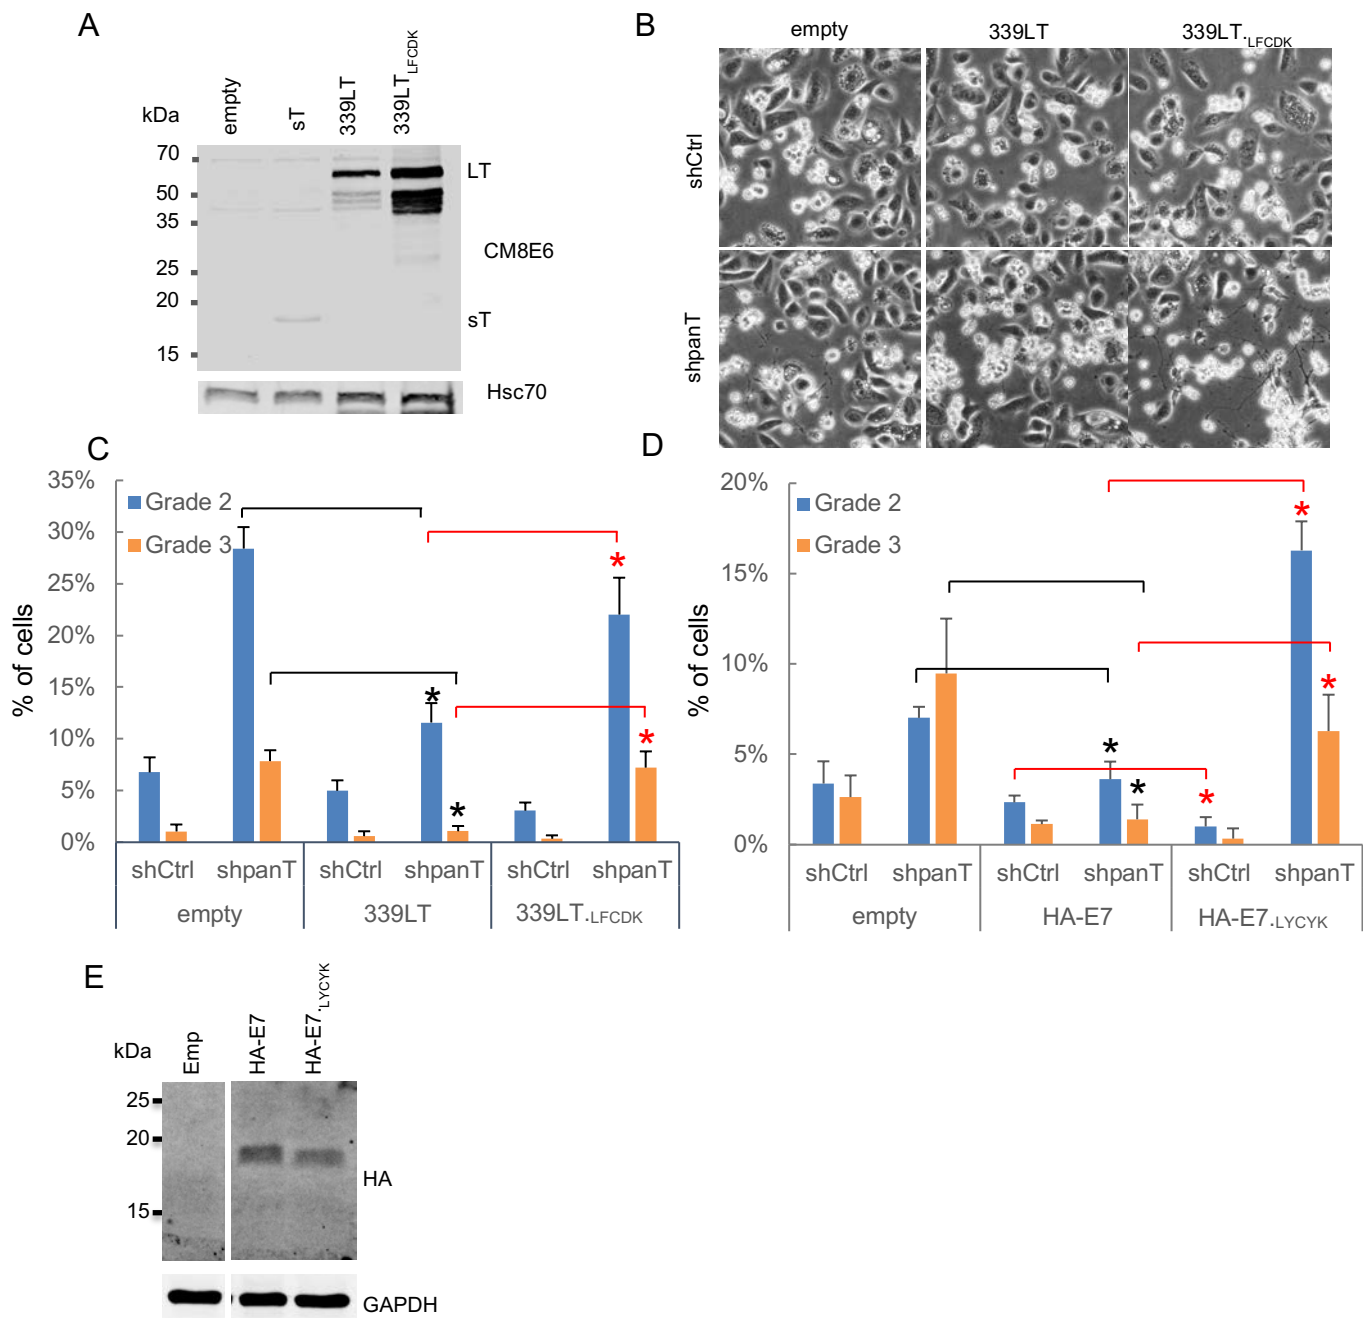 A
kDa
empty
sT
339LT
339LT LFCDK
70
50
35
25
20
15
LT
CM8E6
sT
Hsc70
B
empty
339LT
339LT.LFCDK
shCtrl
shpanT
C
35%
30%
25%
20%
15%
10%
5%
0%
% of cells
Grade 2
Grade 3
*
*
*
*
shCtrl shpanT shCtrl shpanT shCtrl shpanT
empty 339LT 339LT.LFCDK
D
20%
15%
10%
5%
0%
% of cells
Grade 2
Grade 3
*
*
*
*
*
shCtrl shpanT shCtrl shpanT shCtrl shpanT
empty HA-E7 HA-E7.LYCYK
E
kDa
Emp
HA-E7
HA-E7.LYCYK
25
20
15
HA
GAPDH